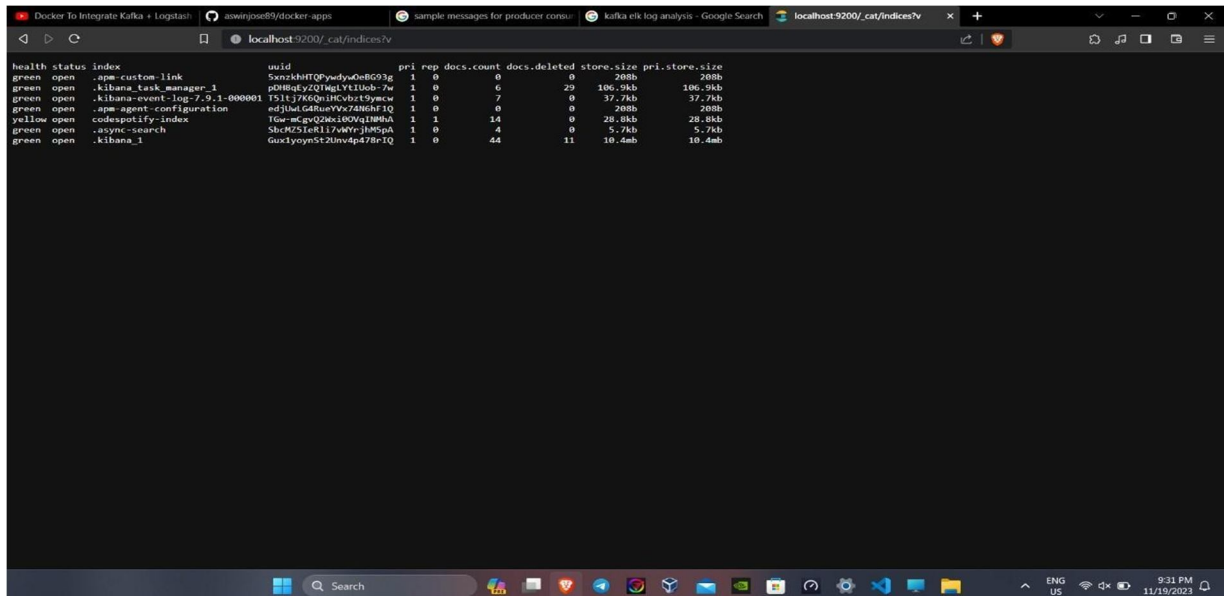 Docker To Integrate Kafka + Logstash
aswinjose89/docker-apps
sample messages for producer consu
kafka elk log analysis - Google Search
localhost:9200/_cat/indices?v
localhost:9200/_cat/indices?v
health status index uuid pri rep docs.count docs.deleted store.size pri.store.size
green open .apm-custom-link 5xnzkhHTQPywdywOeBG93g 1 0 0 0 208b 208b
green open .kibana_task_manager_1 pDHBqEyZQTWgLYtIUob-7w 1 0 6 29 106.9kb 106.9kb
green open .kibana-event-log-7.9.1-000001 T5ltj7K6QniHCvbzt9ymcw 1 0 7 0 37.7kb 37.7kb
green open .apm-agent-configuration edjUwLG4RueYVx74N6hF1Q 1 0 0 0 208b 208b
yellow open codespotify-index TGw-mCgvQ2Wxi0OVqINMhA 1 1 14 0 28.8kb 28.8kb
green open .async-search SbcMZ5IeRli7vWYrjhM5pA 1 0 4 0 5.7kb 5.7kb
green open .kibana_1 Gux1yoynSt2Unv4p478rIQ 1 0 44 11 10.4mb 10.4mb
Search
ENG
US
9:31 PM
11/19/2023